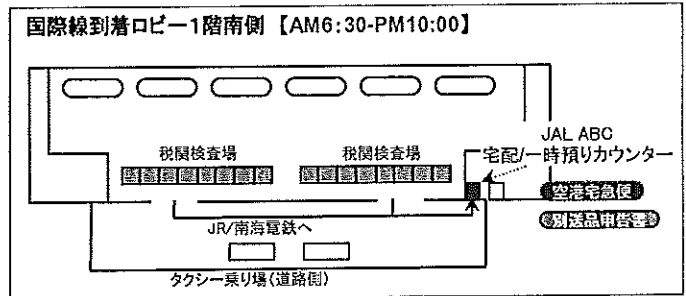 国際線到着ロビー1階南側【AM6:30-PM10:00】
JAL ABC
宅配/一時預りカウンター
税関検査場
税関検査場
空港宅急便
別送品申告書
JR/南海電鉄へ
タクシー乗り場(道路側)